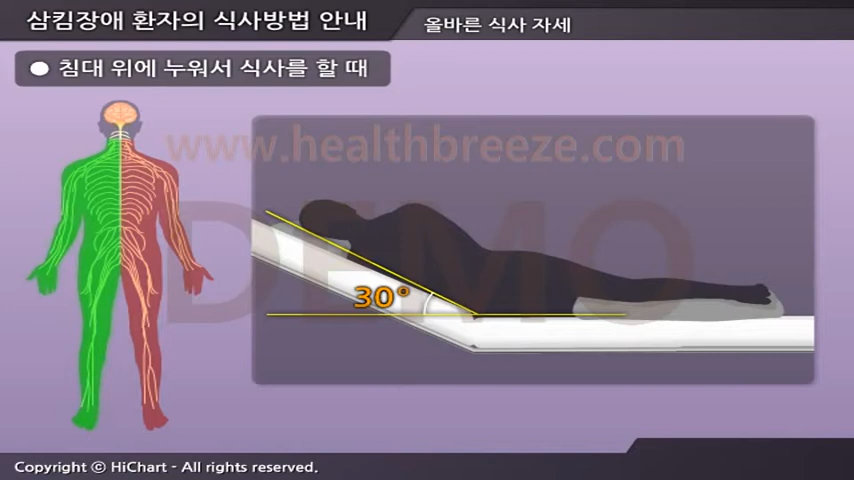 삼킴장애 환자의 식사방법 안내
올바른 식사 자세
● 침대 위에 누워서 식사를 할 때
www.healthbreeze.com
DEMO
30°
Copyright ⓒ HiChart - All rights reserved.